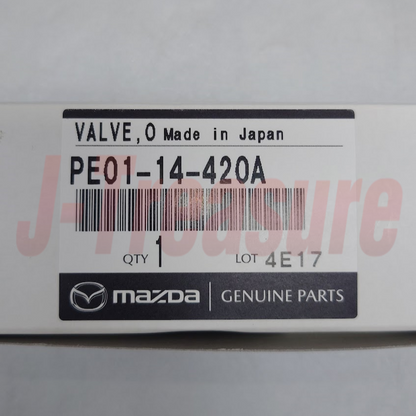 VALVE,O Made in Japan
PE01-14-420A
J-Treasure
QTY 1 LOT 4E17
mazda GENUINE PARTS